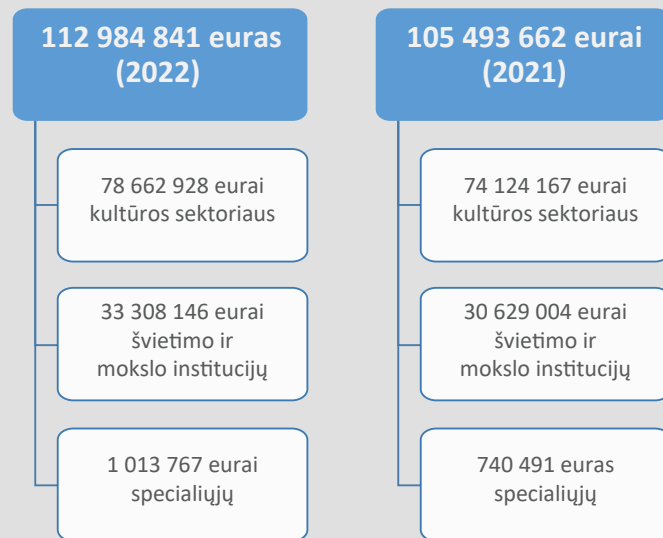 112 984 841 euras
(2022)
78 662 928 eurai
kultūros sektoriaus
33 308 146 eurai
švietimo ir
mokslo institucijų
1 013 767 eurai
specialiųjų
105 493 662 eurai
(2021)
74 124 167 eurai
kultūros sektoriaus
30 629 004 eurai
švietimo ir
mokslo institucijų
740 491 euras
specialiųjų